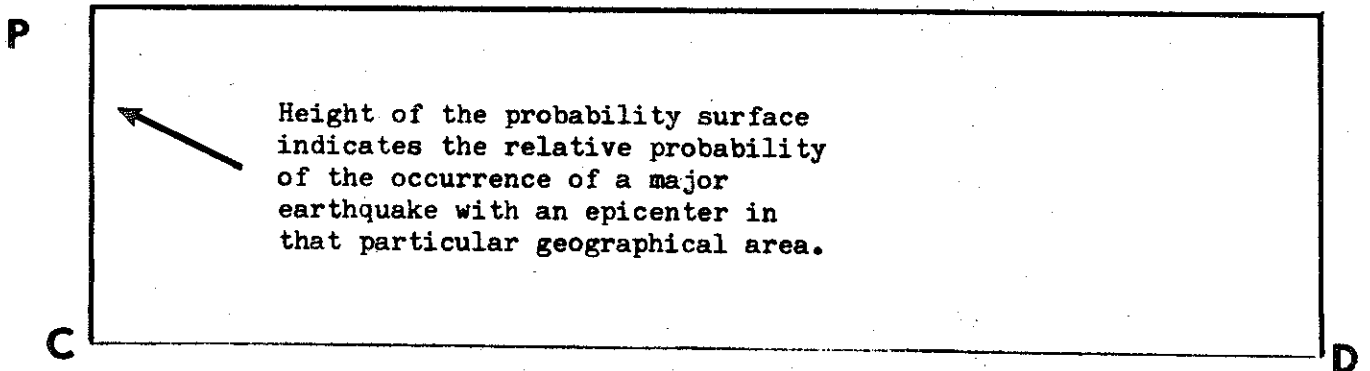 P
Height of the probability surface
indicates the relative probability
of the occurrence of a major
earthquake with an epicenter in
that particular geographical area.
C
D